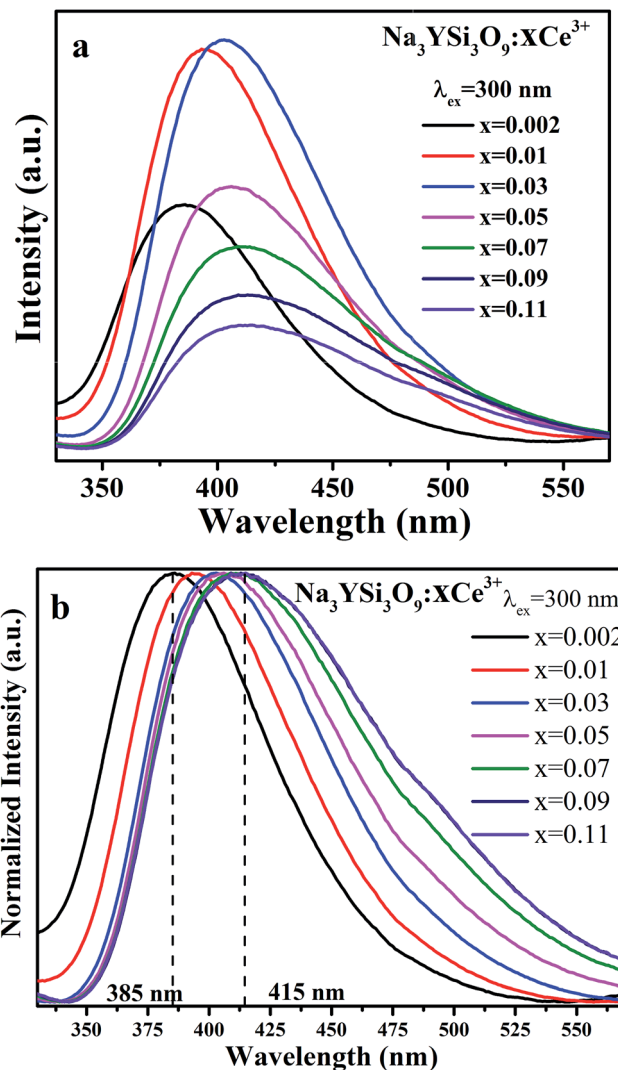 a
Na₃YSi₃O₉:XCe³⁺
λex=300 nm
x=0.002
x=0.01
x=0.03
x=0.05
x=0.07
x=0.09
x=0.11
Intensity (a.u.)
350 400 450 500 550
Wavelength (nm)
b
Na₃YSi₃O₉:XCe³⁺ λex=300 nm
x=0.002
x=0.01
x=0.03
x=0.05
x=0.07
x=0.09
x=0.11
Normalized Intensity (a.u.)
385 nm 415 nm
350 375 400 425 450 475 500 525 550
Wavelength (nm)